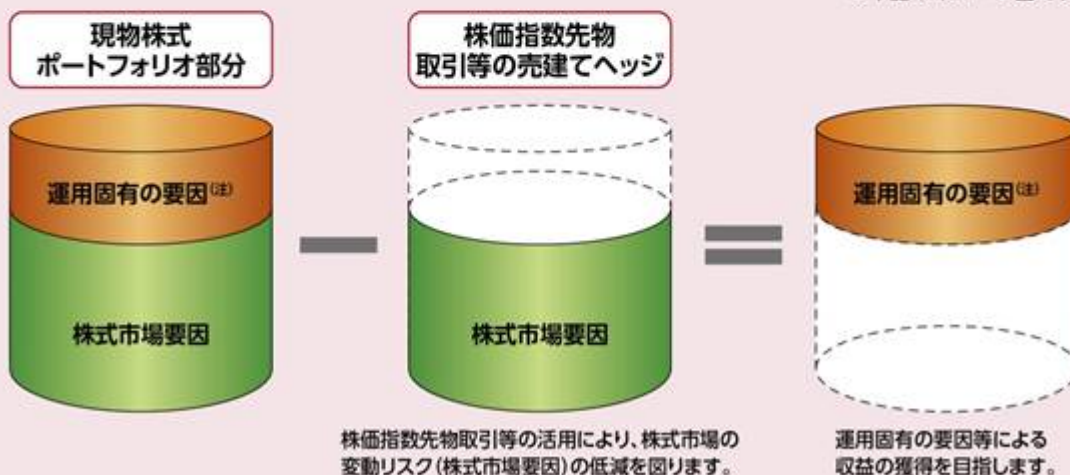 現物株式
ポートフォリオ部分
株価指数先物
取引等の売建てヘッジ
運用固有の要因(注)
株式市場要因
株式市場要因
運用固有の要因(注)
株価指数先物取引等の活用により、株式市場の
変動リスク(株式市場要因)の低減を図ります。
運用固有の要因等による
収益の獲得を目指します。